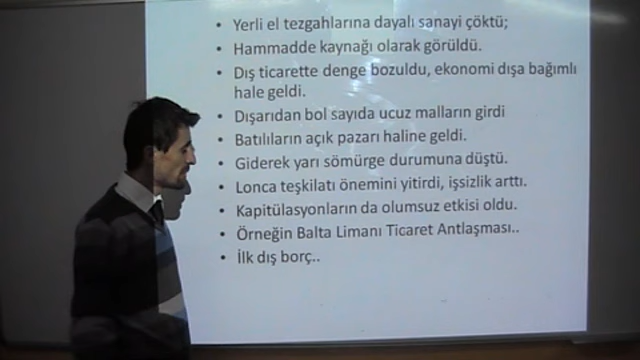 • Yerli el tezgahlarına dayalı sanayi çöktü;
• Hammadde kaynağı olarak görüldü.
• Dış ticarette denge bozuldu, ekonomi dışa bağımlı
hale geldi.
• Dışarıdan bol sayıda ucuz malların girdi
• Batılıların açık pazarı haline geldi.
• Giderek yarı sömürge durumuna düştü.
• Lonca teşkilatı önemini yitirdi, işsizlik arttı.
• Kapitülasyonların da olumsuz etkisi oldu.
• Örneğin Balta Limanı Ticaret Antlaşması..
• İlk dış borç..